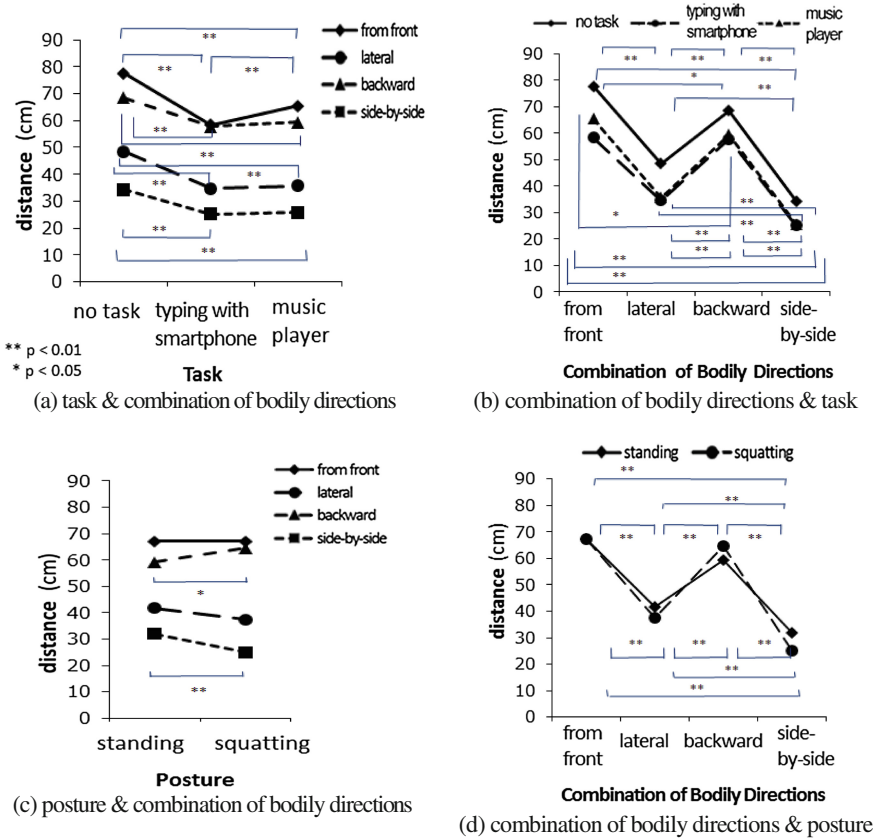 from front
lateral
backward
side-by-side
**
**
**
**
**
**
**
**
**
90
80
70
60
50
40
30
20
10
0
distance (cm)
no task
typing with
smartphone
music
player
** p < 0.01
* p < 0.05
Task
(a) task & combination of bodily directions
no task
typing with
smartphone
music
player
**
**
**
*
**
**
*
**
**
**
**
**
**
**
90
80
70
60
50
40
30
20
10
0
distance (cm)
from
front
lateral
backward
side-
by-side
Combination of Bodily Directions
(b) combination of bodily directions & task
from front
lateral
backward
side-by-side
*
**
90
80
70
60
50
40
30
20
10
0
distance (cm)
standing
squatting
Posture
(c) posture & combination of bodily directions
standing
squatting
**
**
**
**
**
**
**
**
**
**
90
80
70
60
50
40
30
20
10
0
distance (cm)
from
front
lateral
backward
side-
by-side
Combination of Bodily Directions
(d) combination of bodily directions & posture